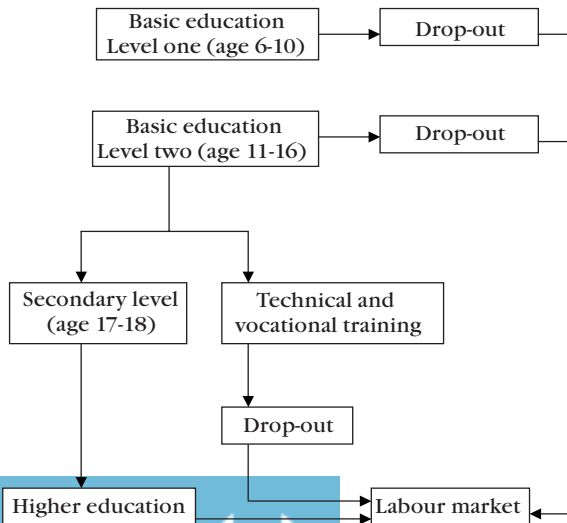 Basic education
Level one (age 6-10)
Drop-out
Basic education
Level two (age 11-16)
Drop-out
Secondary level
(age 17-18)
Technical and
vocational training
Drop-out
Higher education
Labour market